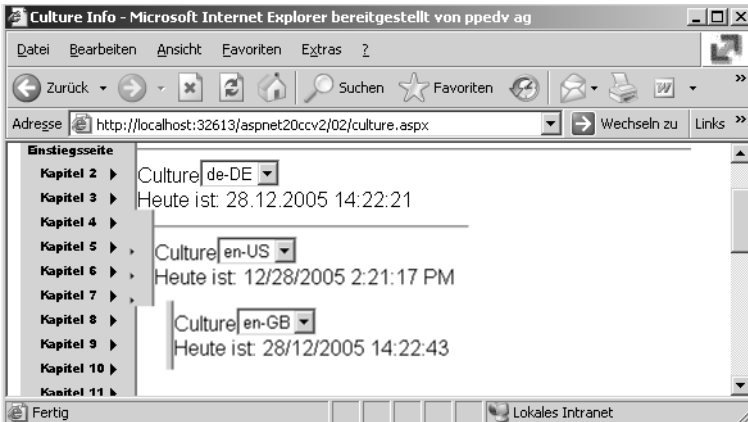 Culture Info - Microsoft Internet Explorer bereitgestellt von ppedv ag
Datei Bearbeiten Ansicht Favoriten Extras ?
Zurück Suchen Favoriten »
Adresse http://localhost:32613/aspnet20ccv2/02/culture.aspx Wechseln zu Links »
Einstiegsseite
Kapitel 2
Kapitel 3
Kapitel 4
Kapitel 5
Kapitel 6
Kapitel 7
Kapitel 8
Kapitel 9
Kapitel 10
Kapitel 11
Culture de-DE
Heute ist: 28.12.2005 14:22:21
Culture en-US
Heute ist: 12/28/2005 2:21:17 PM
Culture en-GB
Heute ist: 28/12/2005 14:22:43
Fertig Lokales Intranet